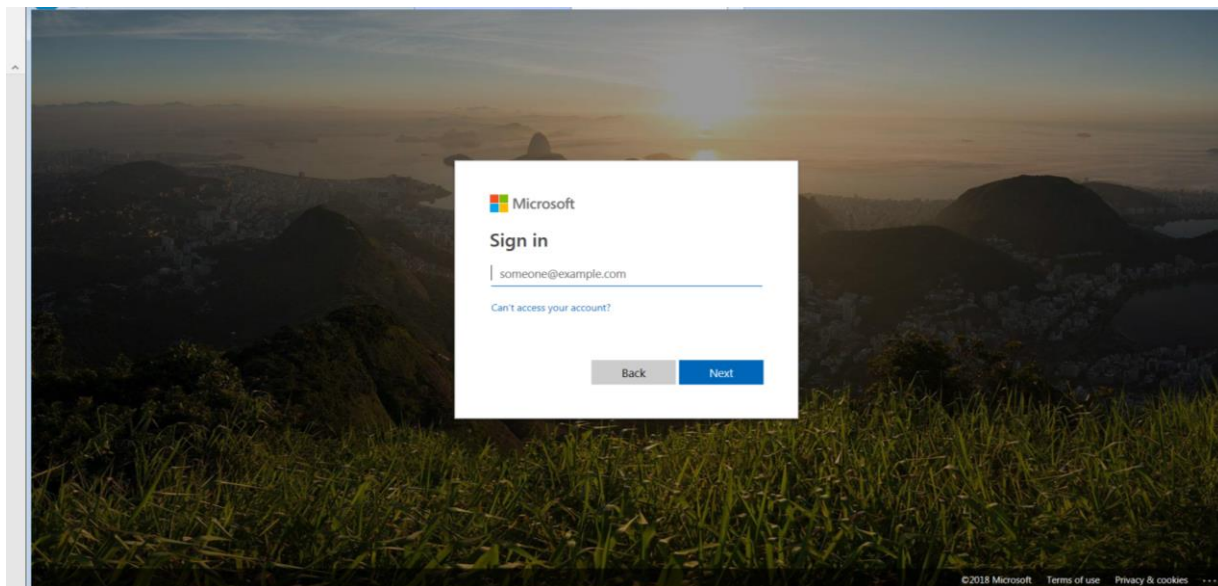 Microsoft
Sign in
someone@example.com
Can't access your account?
Back Next
©2018 Microsoft Terms of use Privacy & cookies ...